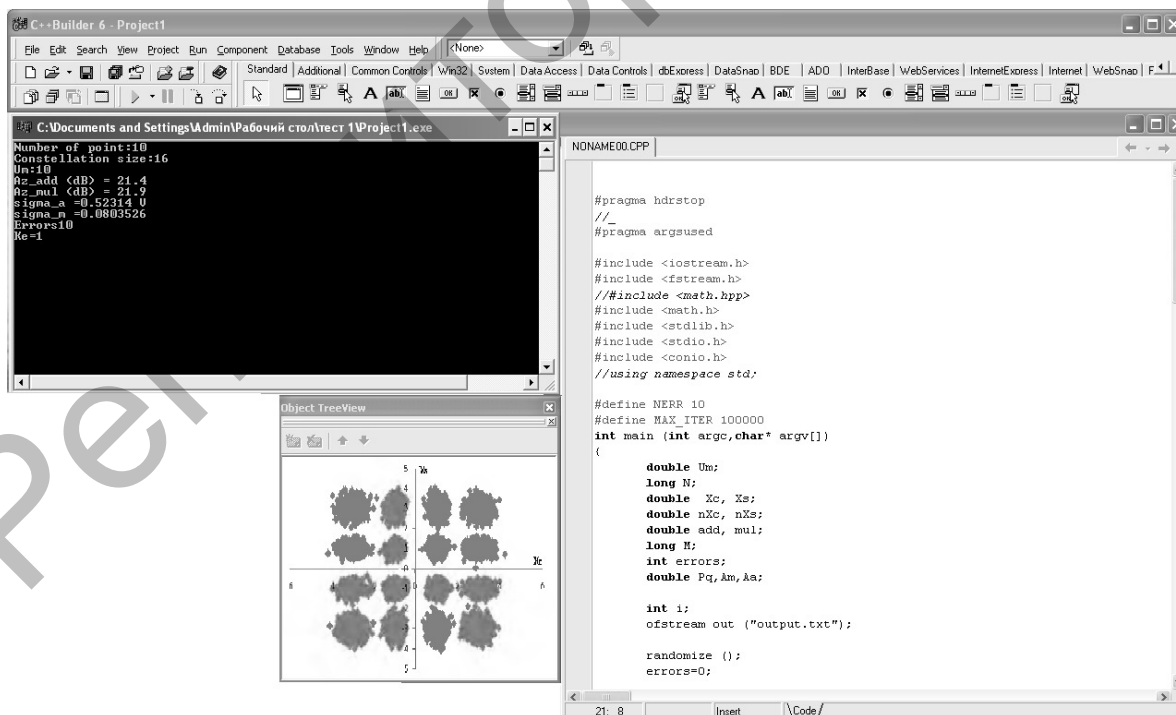 C++Builder 6 - Project1
File Edit Search View Project Run Component Database Tools Window Help <None>
Standard Additional Common Controls Win32 System Data Access Data Controls dbExpress DataSnap BDE ADO InterBase WebServices InternetExpress Internet WebSnap F
C:\Documents and Settings\Admin\Рабочий стол\тест 1\Project1.exe
Number of point:10
Constellation size:16
Um:10
Az_add (dB) = 21.4
Az_mul (dB) = 21.9
sigma_a =0.52314 V
sigma_m =0.0803526
Errors10
Ke=1
NONAME00.CPP
#pragma hdrstop
//_
#pragma argsused
#include <iostream.h>
#include <fstream.h>
//#include <math.hpp>
#include <math.h>
#include <stdlib.h>
#include <stdio.h>
#include <conio.h>
//using namespace std;
#define NERR 10
#define MAX_ITER 100000
int main (int argc,char* argv[])
{
double Um;
long N;
double Xc, Xs;
double nXc, nXs;
double add, mul;
long M;
int errors;
double Pq,Am,Aa;
int i;
ofstream out ("output.txt");
randomize ();
errors=0;
21: 8 Insert \Code/
Object TreeView
5
4
-4
5
6